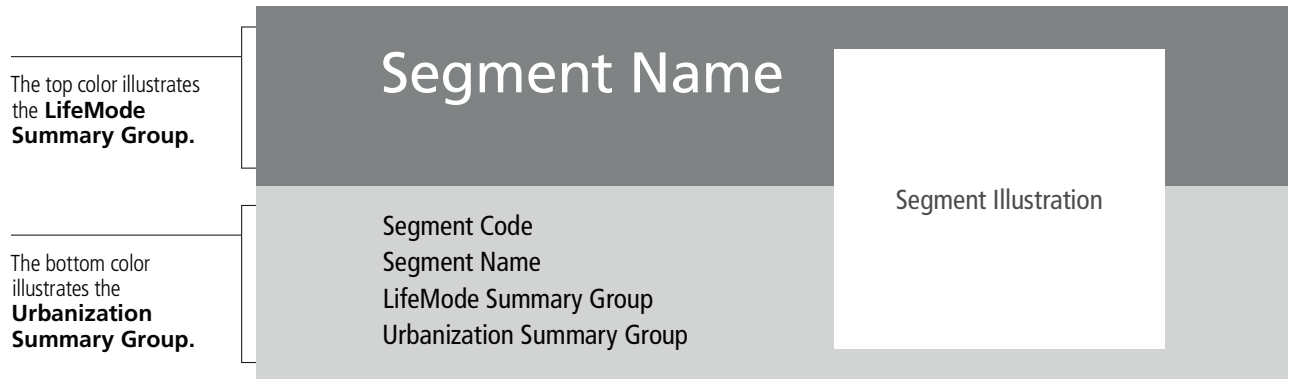 The top color illustrates
the LifeMode
Summary Group.
The bottom color
illustrates the
Urbanization
Summary Group.
Segment Name
Segment Code
Segment Name
LifeMode Summary Group
Urbanization Summary Group
Segment Illustration